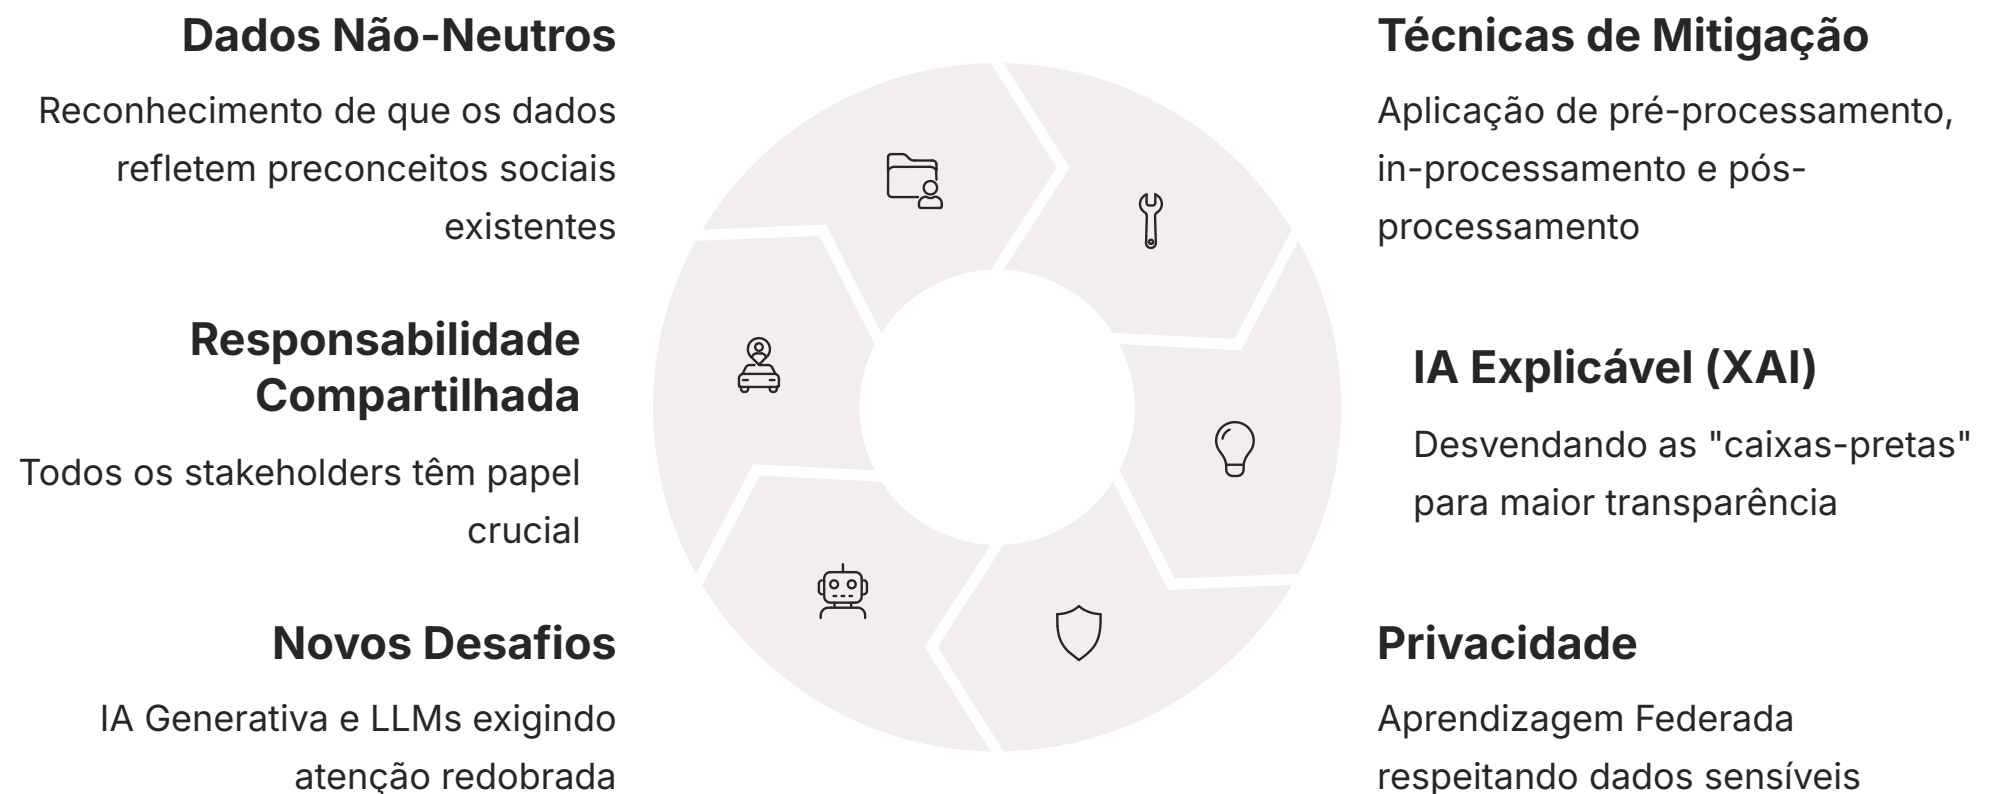 Dados Não-Neutros
Reconhecimento de que os dados
refletem preconceitos sociais
existentes
Técnicas de Mitigação
Aplicação de pré-processamento,
in-processamento e pós-
processamento
Responsabilidade
Compartilhada
Todos os stakeholders têm papel
crucial
IA Explicável (XAI)
Desvendando as "caixas-pretas"
para maior transparência
Novos Desafios
IA Generativa e LLMs exigindo
atenção redobrada
Privacidade
Aprendizagem Federada
respeitando dados sensíveis